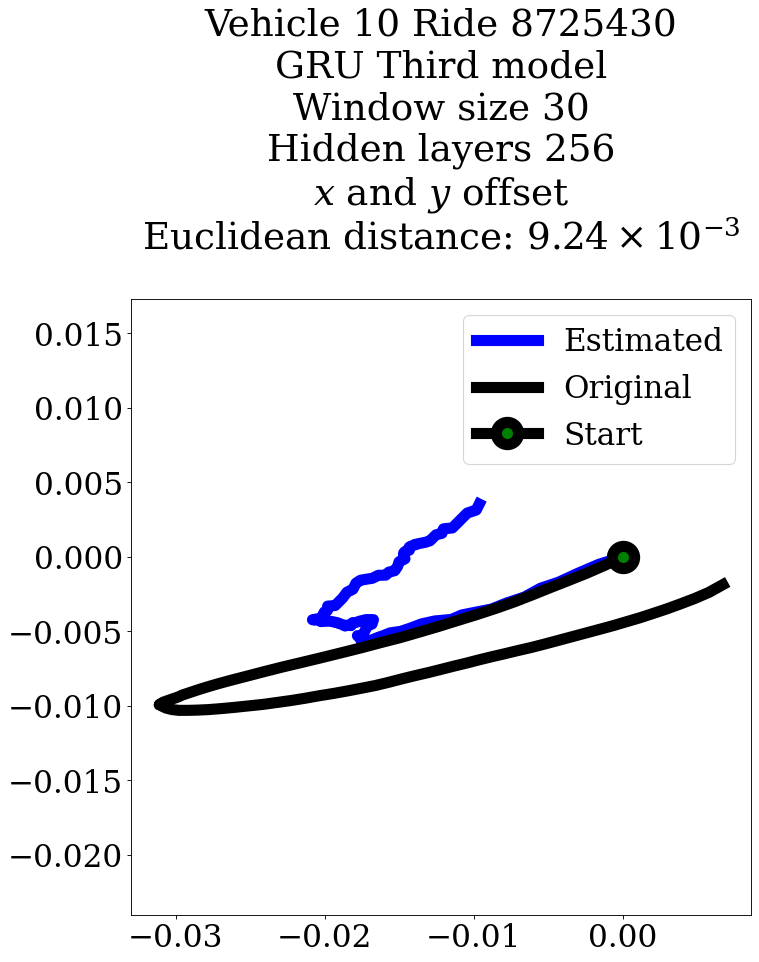 Vehicle 10 Ride 8725430
GRU Third model
Window size 30
Hidden layers 256
x and y offset
Euclidean distance: 9.24 × 10⁻³
Estimated
Original
Start
0.015
0.010
0.005
0.000
−0.005
−0.010
−0.015
−0.020
−0.03 −0.02 −0.01 0.00